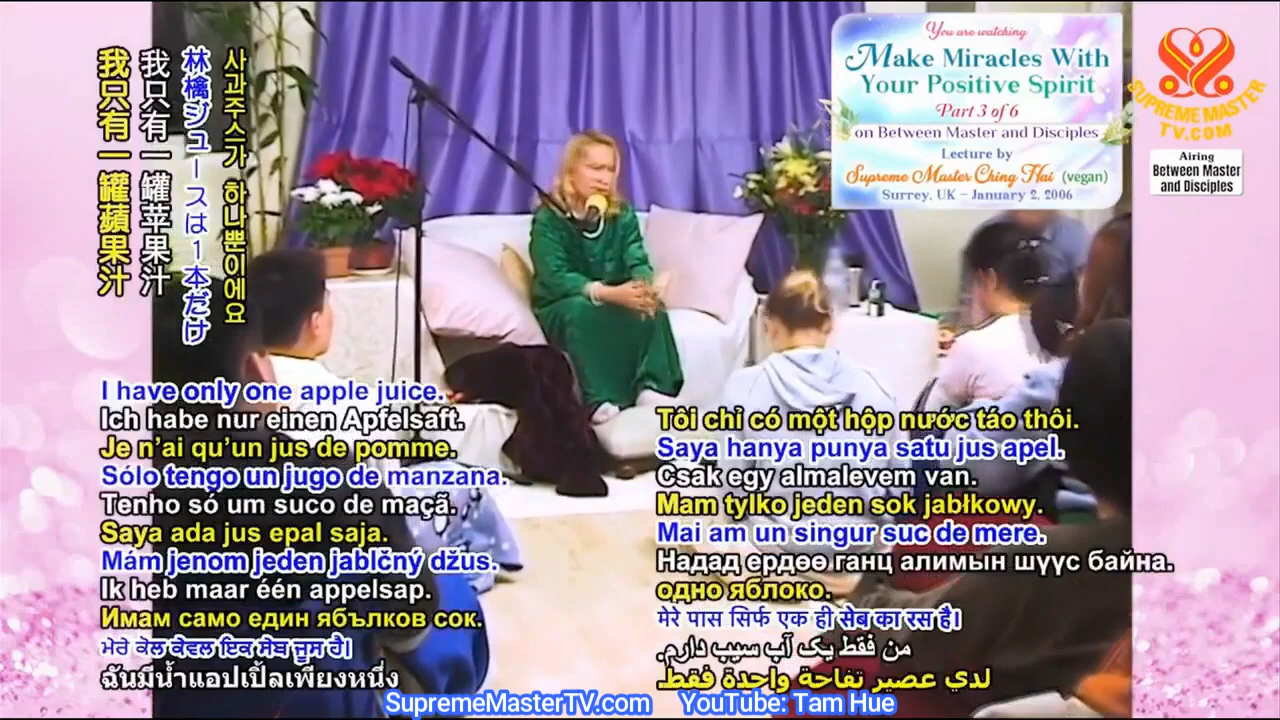 You are watching
Make Miracles With
Your Positive Spirit
Part 3 of 6
on Between Master and Disciples
Lecture by
Supreme Master Ching Hai (vegan)
Surrey, UK – January 2, 2006
SUPREME MASTER
TV.COM
Airing
Between Master
and Disciples
사과주스가 하나뿐이에요
林檎ジュースは1本だけ
我只有一罐苹果汁
我只有一罐蘋果汁
I have only one apple juice.
Ich habe nur einen Apfelsaft.
Je n'ai qu'un jus de pomme.
Sólo tengo un jugo de manzana.
Tenho só um suco de maçã.
Saya ada jus epal saja.
Mám jenom jeden jablčný džus.
Ik heb maar één appelsap.
Имам само един ябълков сок.
ਮੇਰੇ ਕੋਲ ਕੇਵਲ ਇਕ ਸੇਬ ਜੂਸ ਹੈ।
ฉันมีน้ำแอปเปิ้ลเพียงหนึ่ง
Tôi chỉ có một hộp nước táo thôi.
Saya hanya punya satu jus apel.
Csak egy almalevem van.
Mam tylko jeden sok jabłkowy.
Mai am un singur suc de mere.
Надад ердөө ганц алимын шүүс байна.
одно яблоко.
मेरे पास सिर्फ एक ही सेब का रस है।
من فقط یک آب سیب دارم.
لدي عصير تفاحة واحدة فقط.
SupremeMasterTV.com YouTube: Tam Hue